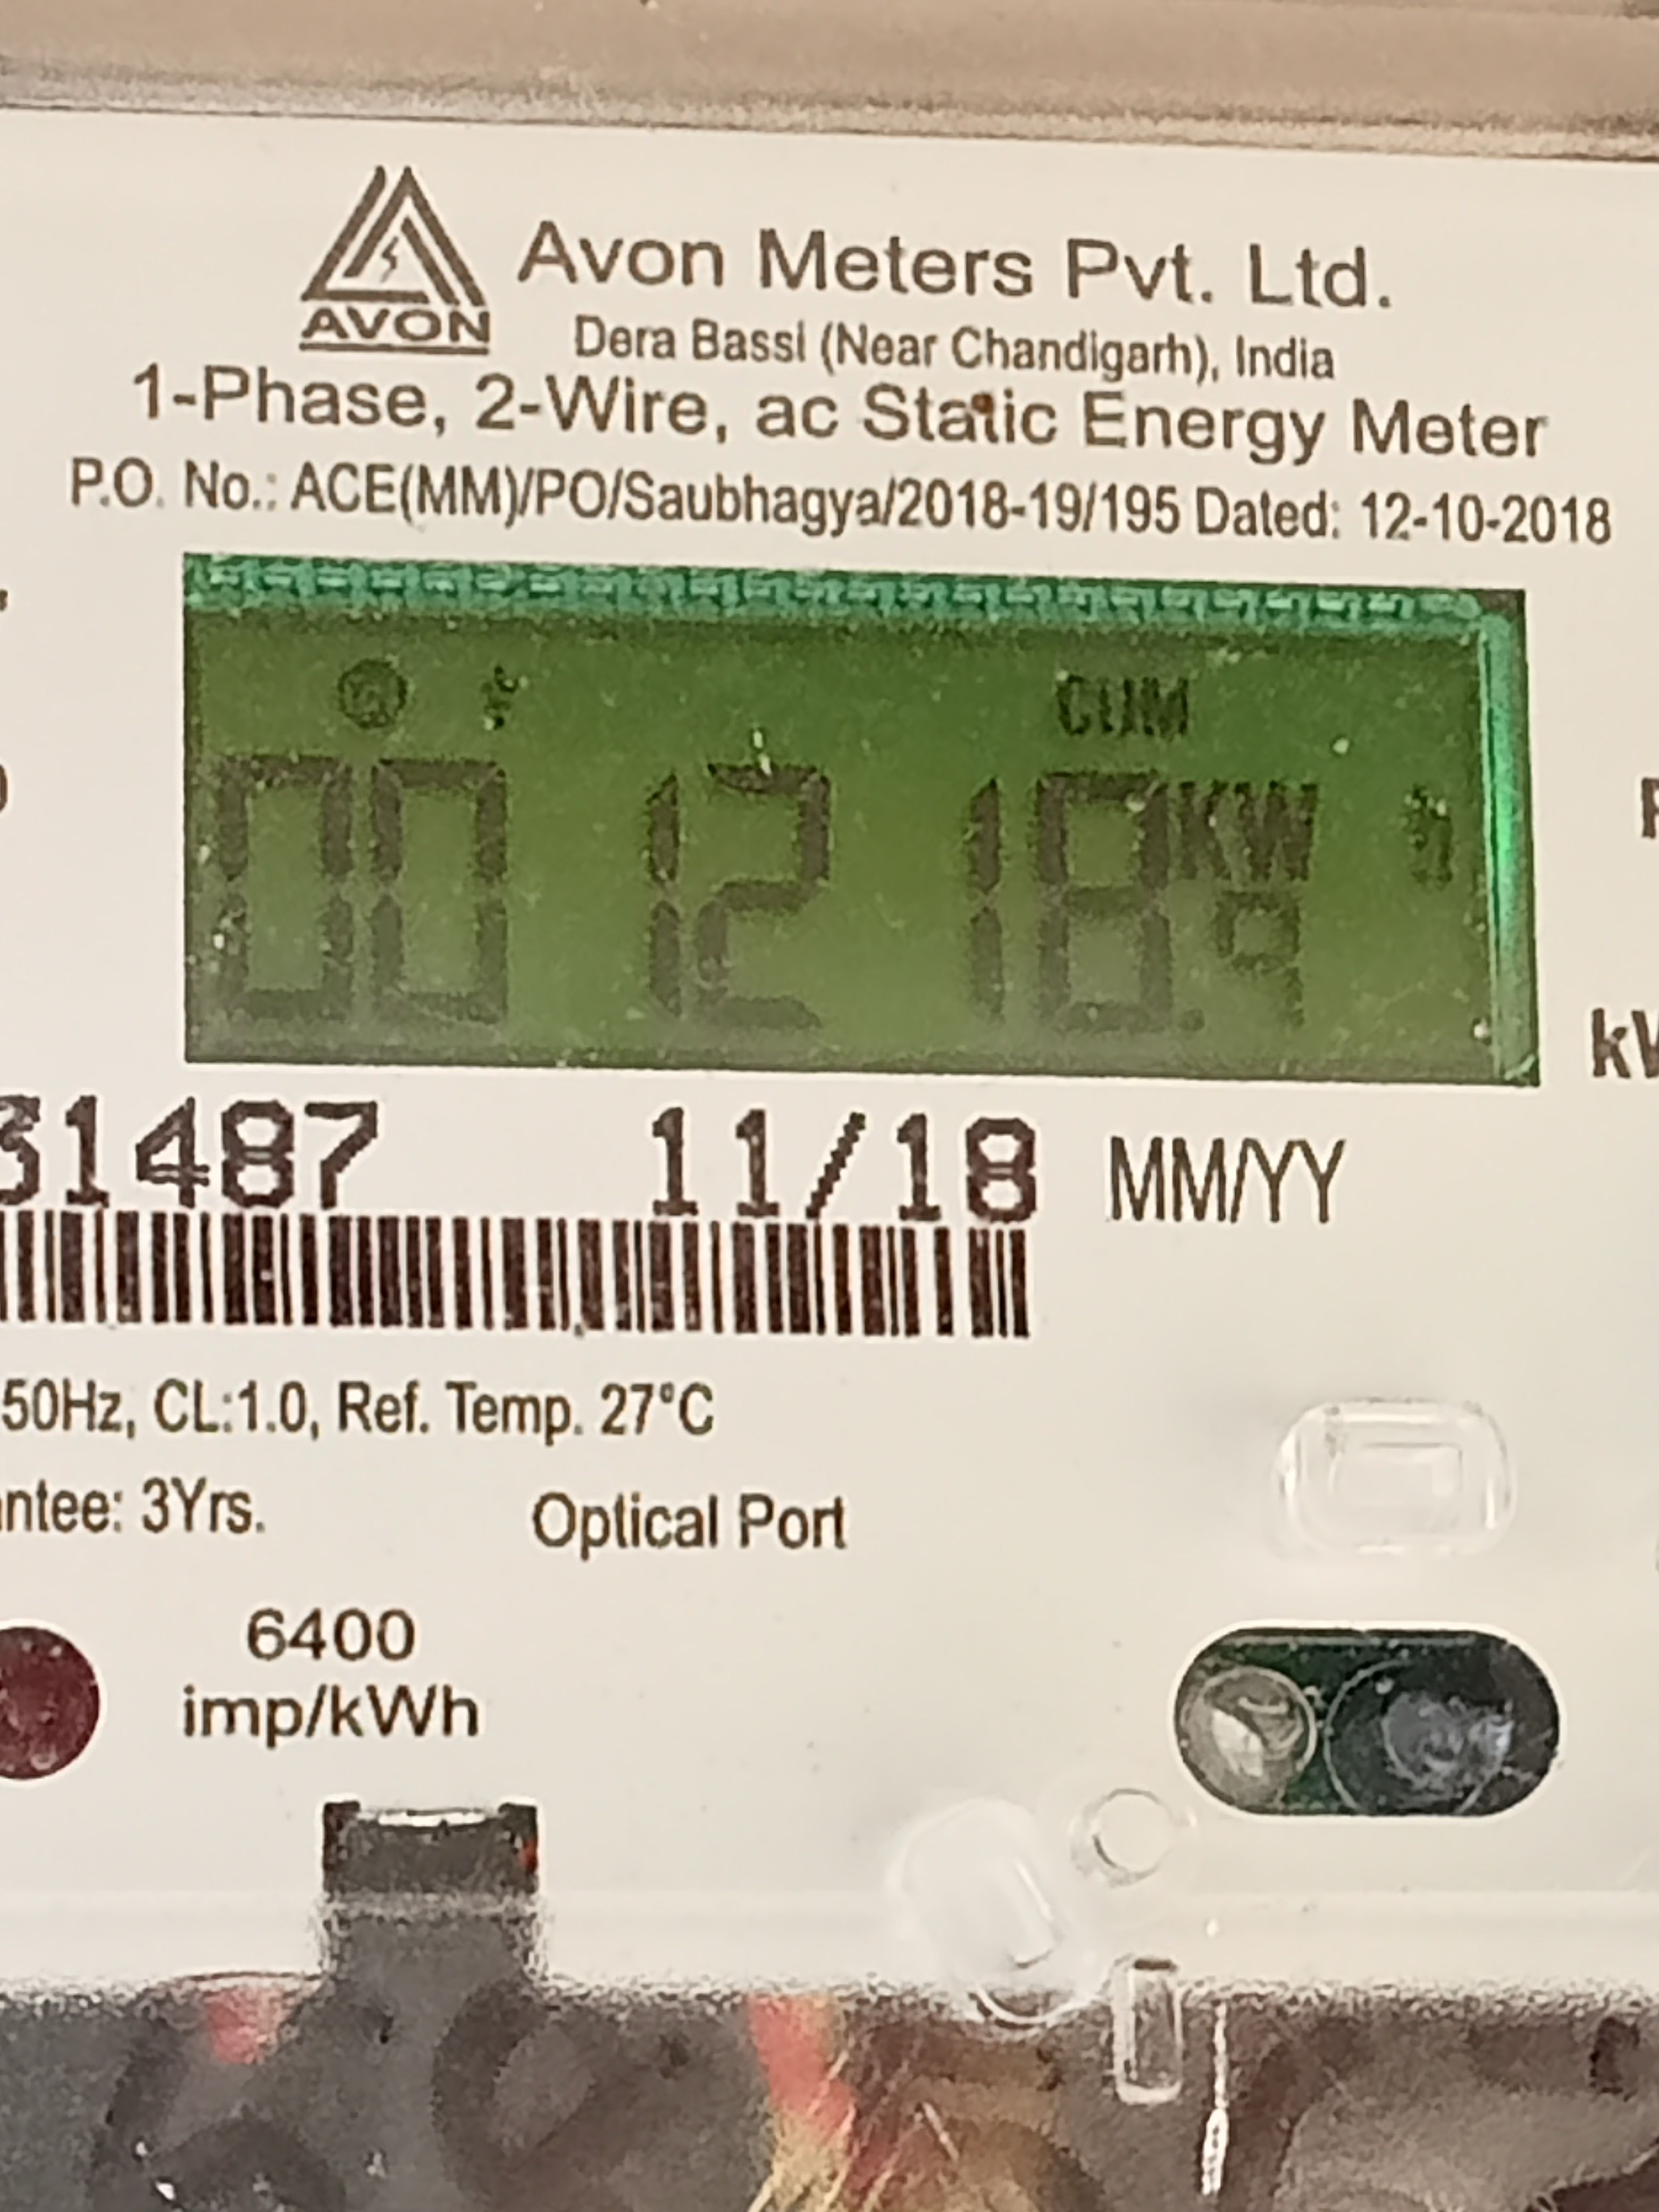 AVON
Avon Meters Pvt. Ltd.
Dera Bassi (Near Chandigarh), India
1-Phase, 2-Wire, ac Static Energy Meter
P.O. No.: ACE(MM)/PO/Saubhagya/2018-19/195 Dated: 12-10-2018
CUM
001218.9 KW h
31487 11/18 MM/YY
50Hz, CL:1.0, Ref. Temp. 27°C
3Yrs.
Optical Port
6400
imp/kWh